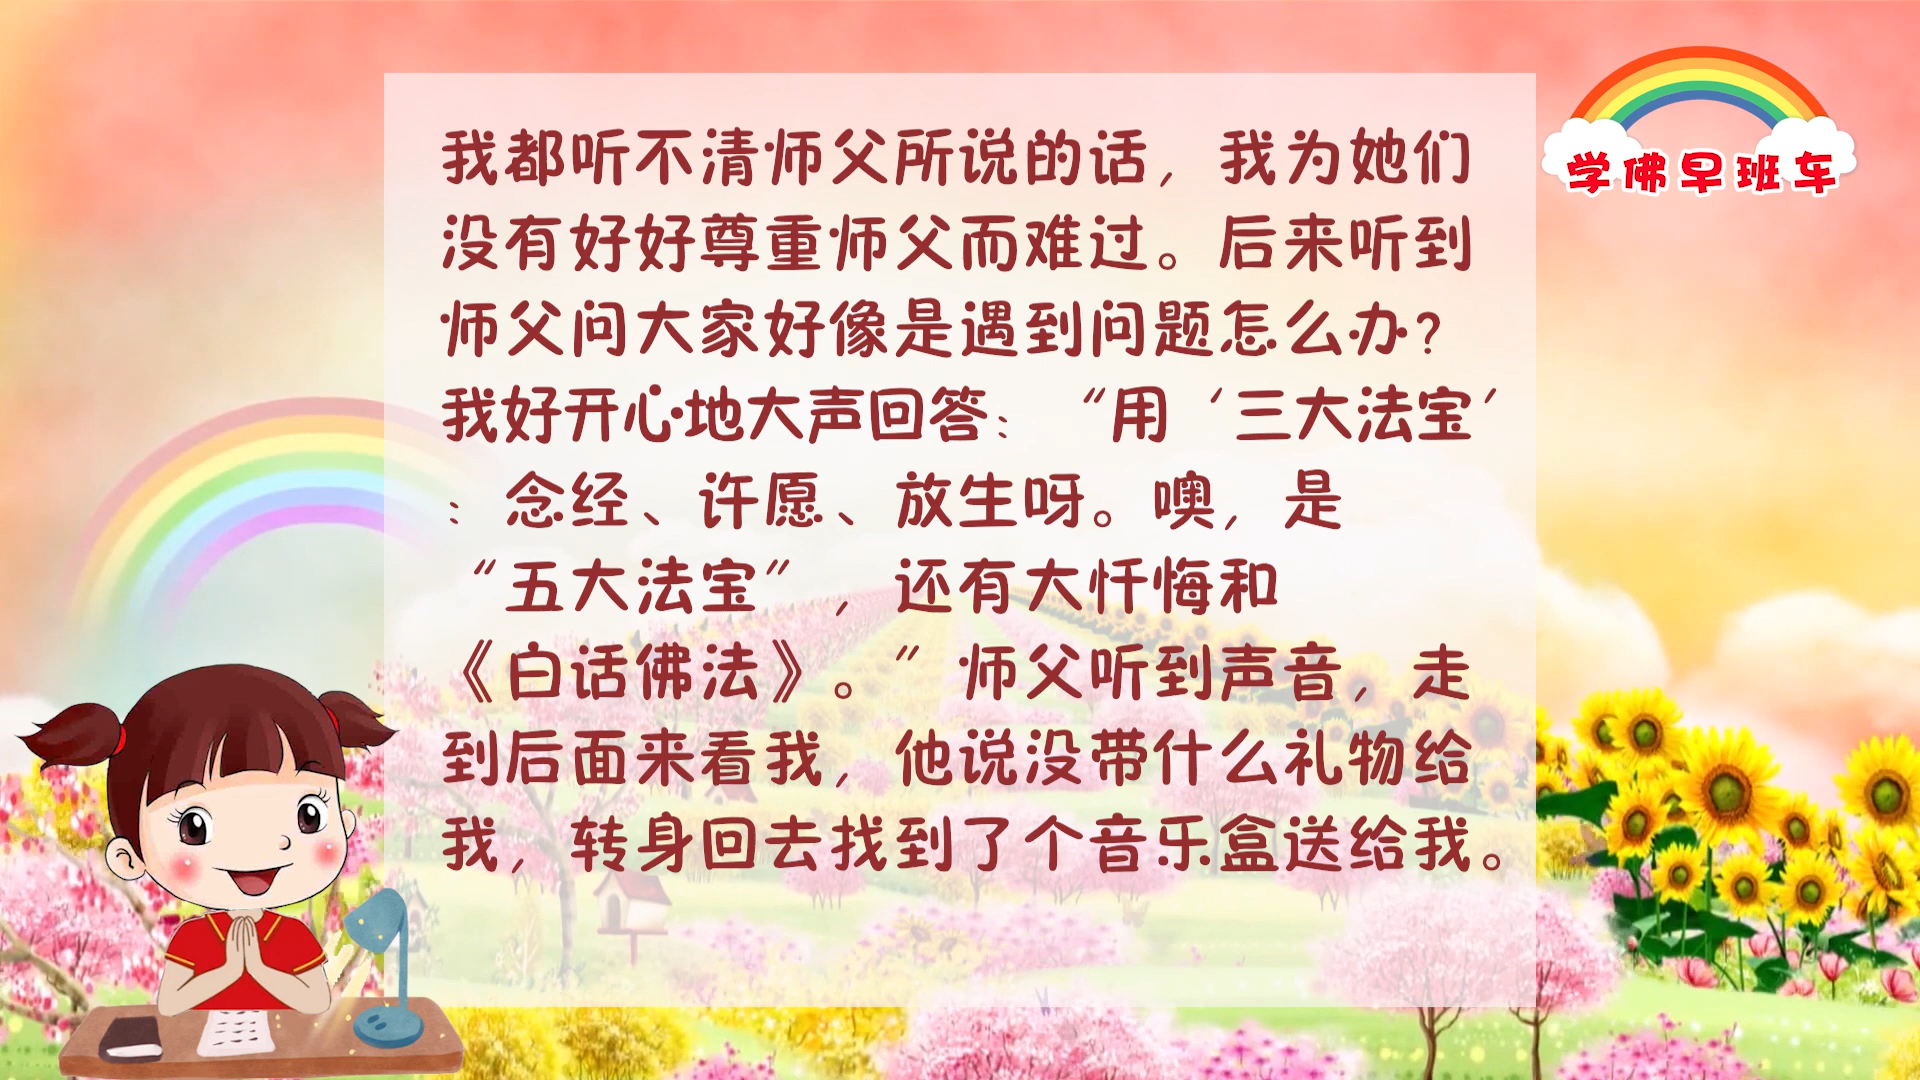 学佛早班车
我都听不清师父所说的话，我为她们
没有好好尊重师父而难过。后来听到
师父问大家好像是遇到问题怎么办？
我好开心地大声回答：“用‘三大法宝’
：念经、许愿、放生呀。噢，是
“五大法宝”，还有大忏悔和
《白话佛法》。”师父听到声音，走
到后面来看我，他说没带什么礼物给
我，转身回去找到了个音乐盒送给我。